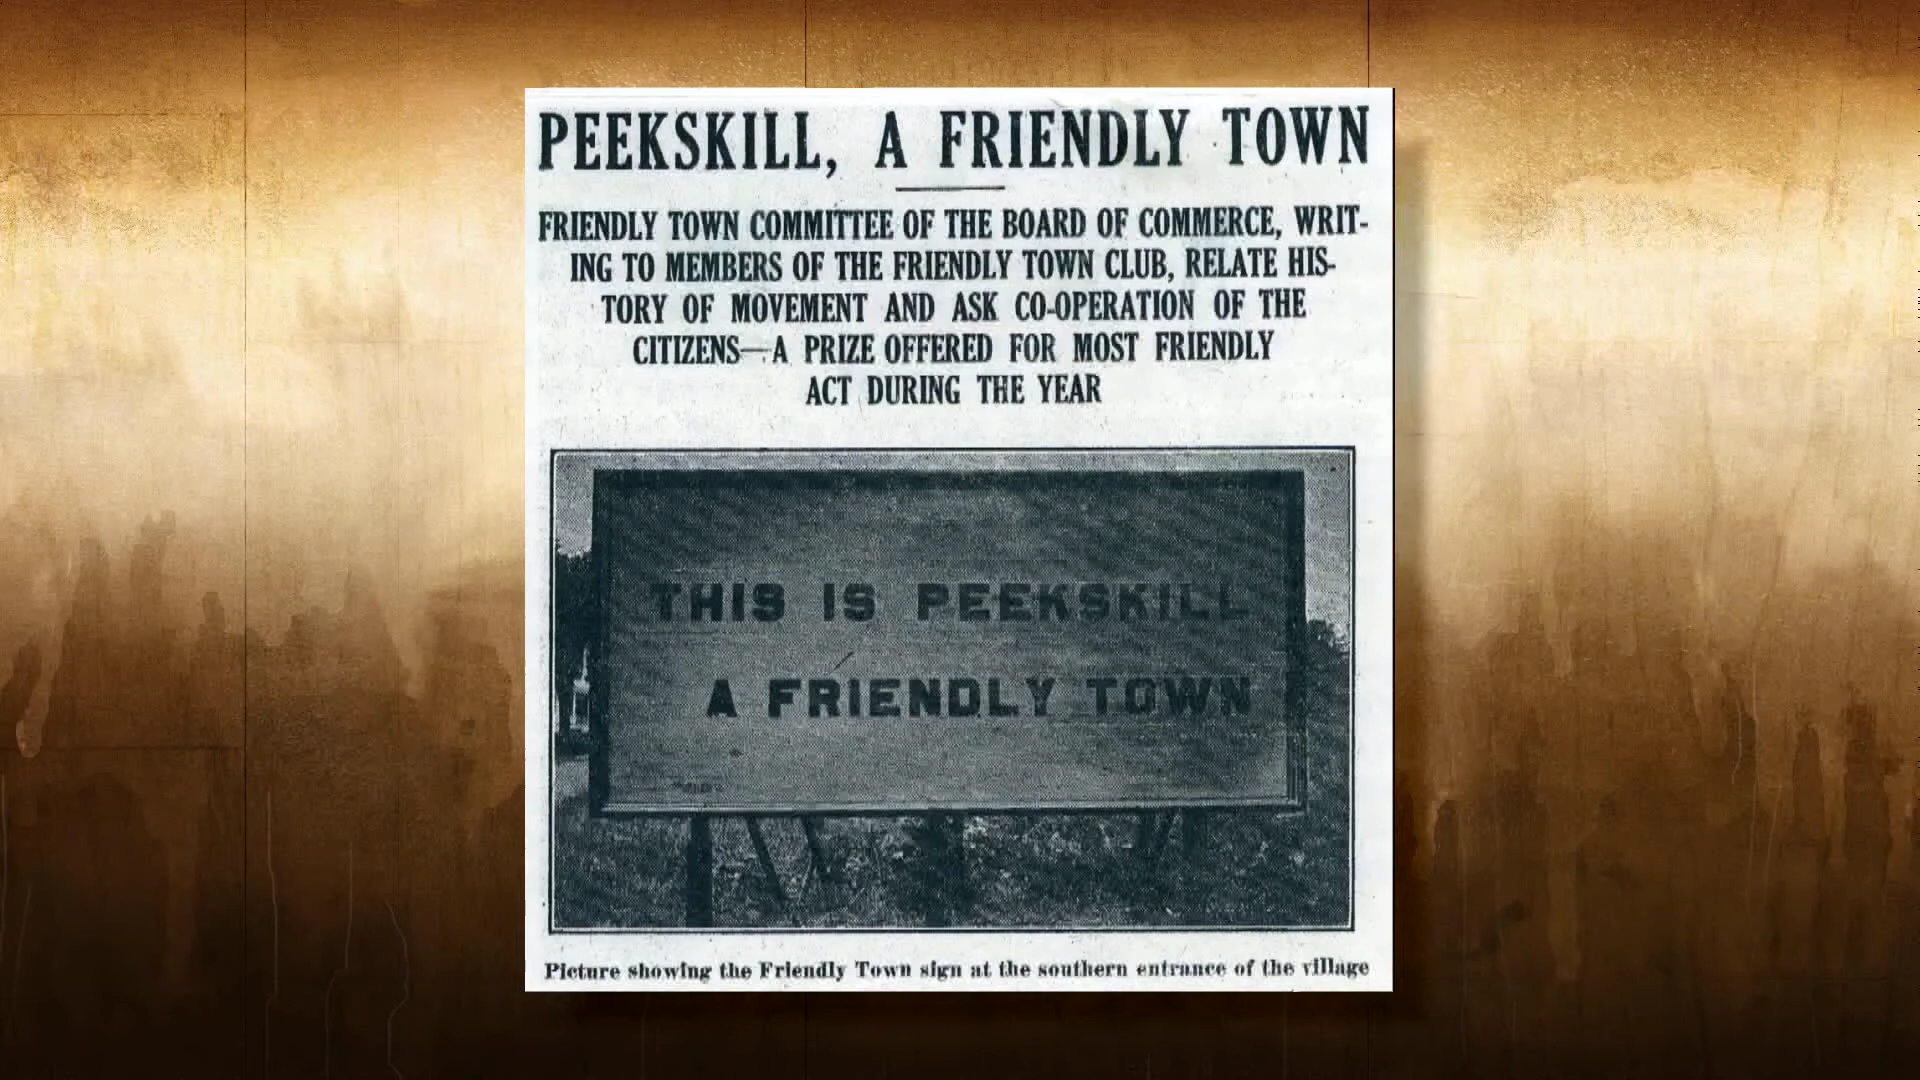 PEEKSKILL, A FRIENDLY TOWN
FRIENDLY TOWN COMMITTEE OF THE BOARD OF COMMERCE, WRIT-
ING TO MEMBERS OF THE FRIENDLY TOWN CLUB, RELATE HIS-
TORY OF MOVEMENT AND ASK CO-OPERATION OF THE
CITIZENS—A PRIZE OFFERED FOR MOST FRIENDLY
ACT DURING THE YEAR
THIS IS PEEKSKILL
A FRIENDLY TOWN
Picture showing the Friendly Town sign at the southern entrance of the village